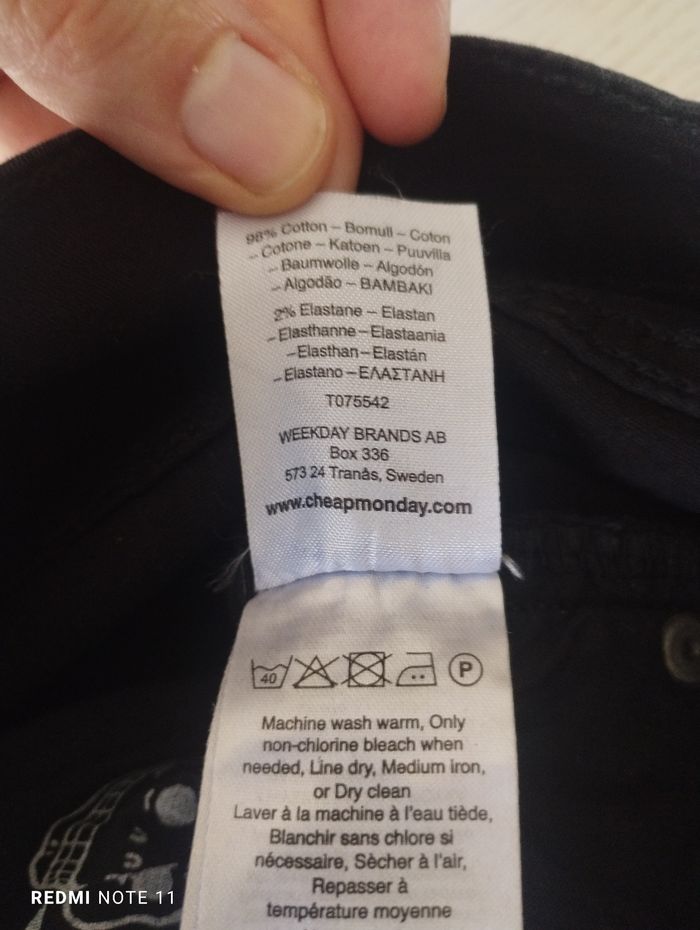 98% Cotton – Bomull – Coton
– Cotone – Katoen – Puuvilla
– Baumwolle – Algodón
– Algodão – BAMBAKI
2% Elastane – Elastan
– Elasthanne – Elastaania
– Elasthan – Elastán
– Elastano – ΕΛΑΣΤΑΝΗ
T075542
WEEKDAY BRANDS AB
Box 336
573 24 Tranås, Sweden
www.cheapmonday.com
40 P
Machine wash warm, Only
non-chlorine bleach when
needed, Line dry, Medium iron,
or Dry clean
Laver à la machine à l'eau tiède,
Blanchir sans chlore si
nécessaire, Sècher à l'air,
Repasser à
température moyenne
REDMI NOTE 11